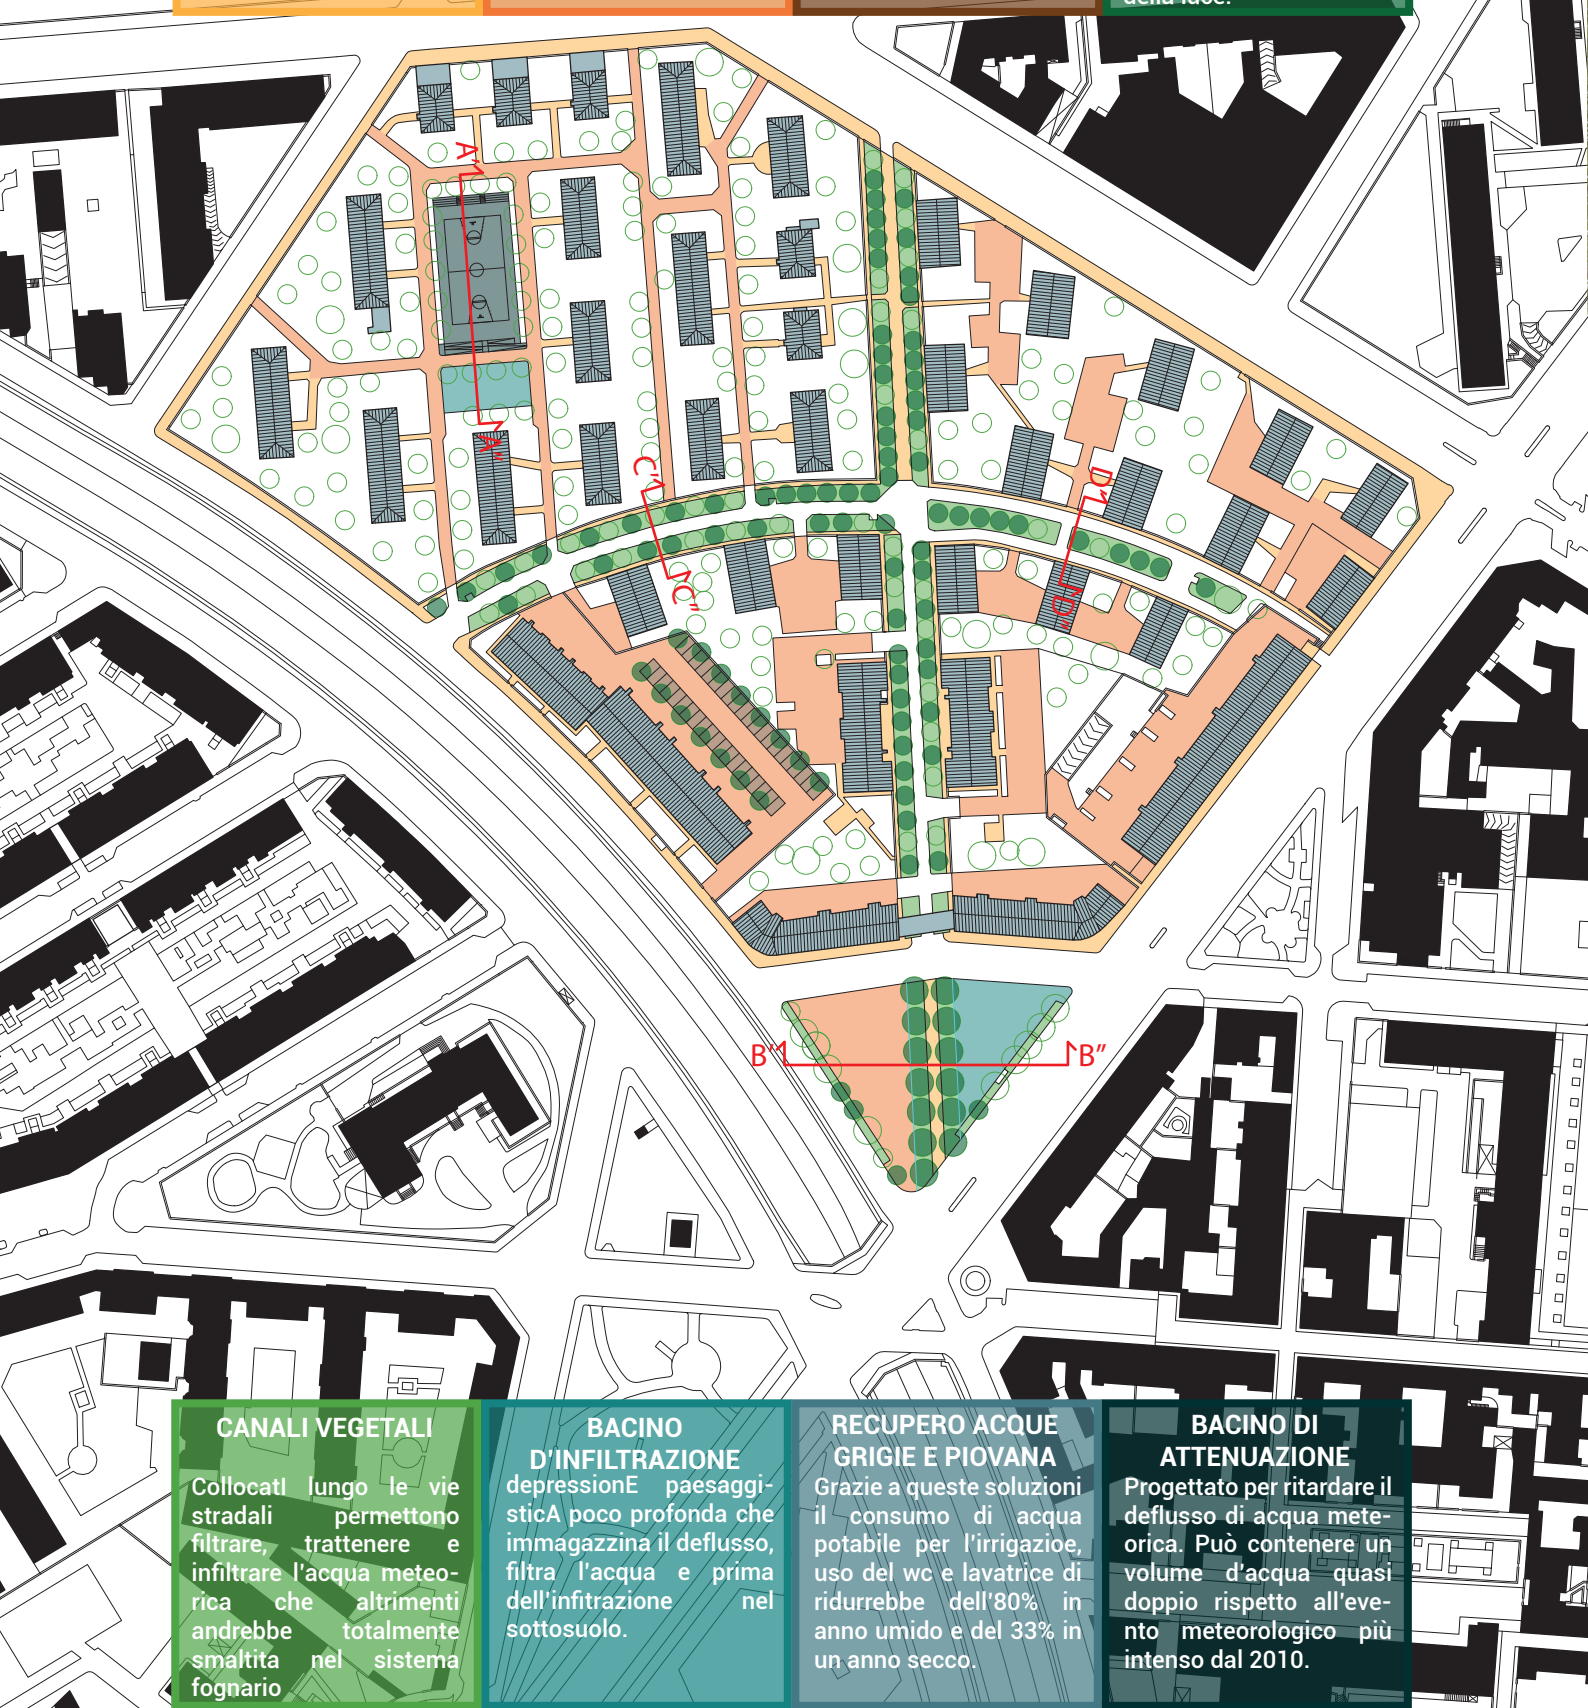 della luce.
A'
A''
C'
C''
D'
D''
B'
B''
CANALI VEGETALI
CollocatI lungo le vie
stradali permettono
filtrare, trattenere e
infiltrare l'acqua meteo-
rica che altrimenti
andrebbe totalmente
smaltita nel sistema
fognario
BACINO
D'INFILTRAZIONE
depressionE paesaggi-
sticA poco profonda che
immagazzina il deflusso,
filtra l'acqua e prima
dell'infitrazione nel
sottosuolo.
RECUPERO ACQUE
GRIGIE E PIOVANA
Grazie a queste soluzioni
il consumo di acqua
potabile per l'irrigazioe,
uso del wc e lavatrice di
ridurrebbe dell'80% in
anno umido e del 33% in
un anno secco.
BACINO DI
ATTENUAZIONE
Progettato per ritardare il
deflusso di acqua mete-
orica. Può contenere un
volume d'acqua quasi
doppio rispetto all'eve-
nto meteorologico più
intenso dal 2010.